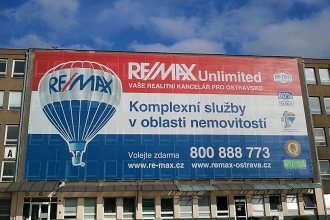 RE/MAX
RE/MAX Unlimited
VAŠE REALITNÍ KANCELÁŘ PRO OSTRAVSKO
Komplexní služby
v oblasti nemovitostí
Volejte zdarma 800 888 773
www.re-max.cz www.remax-ostrava.cz
A